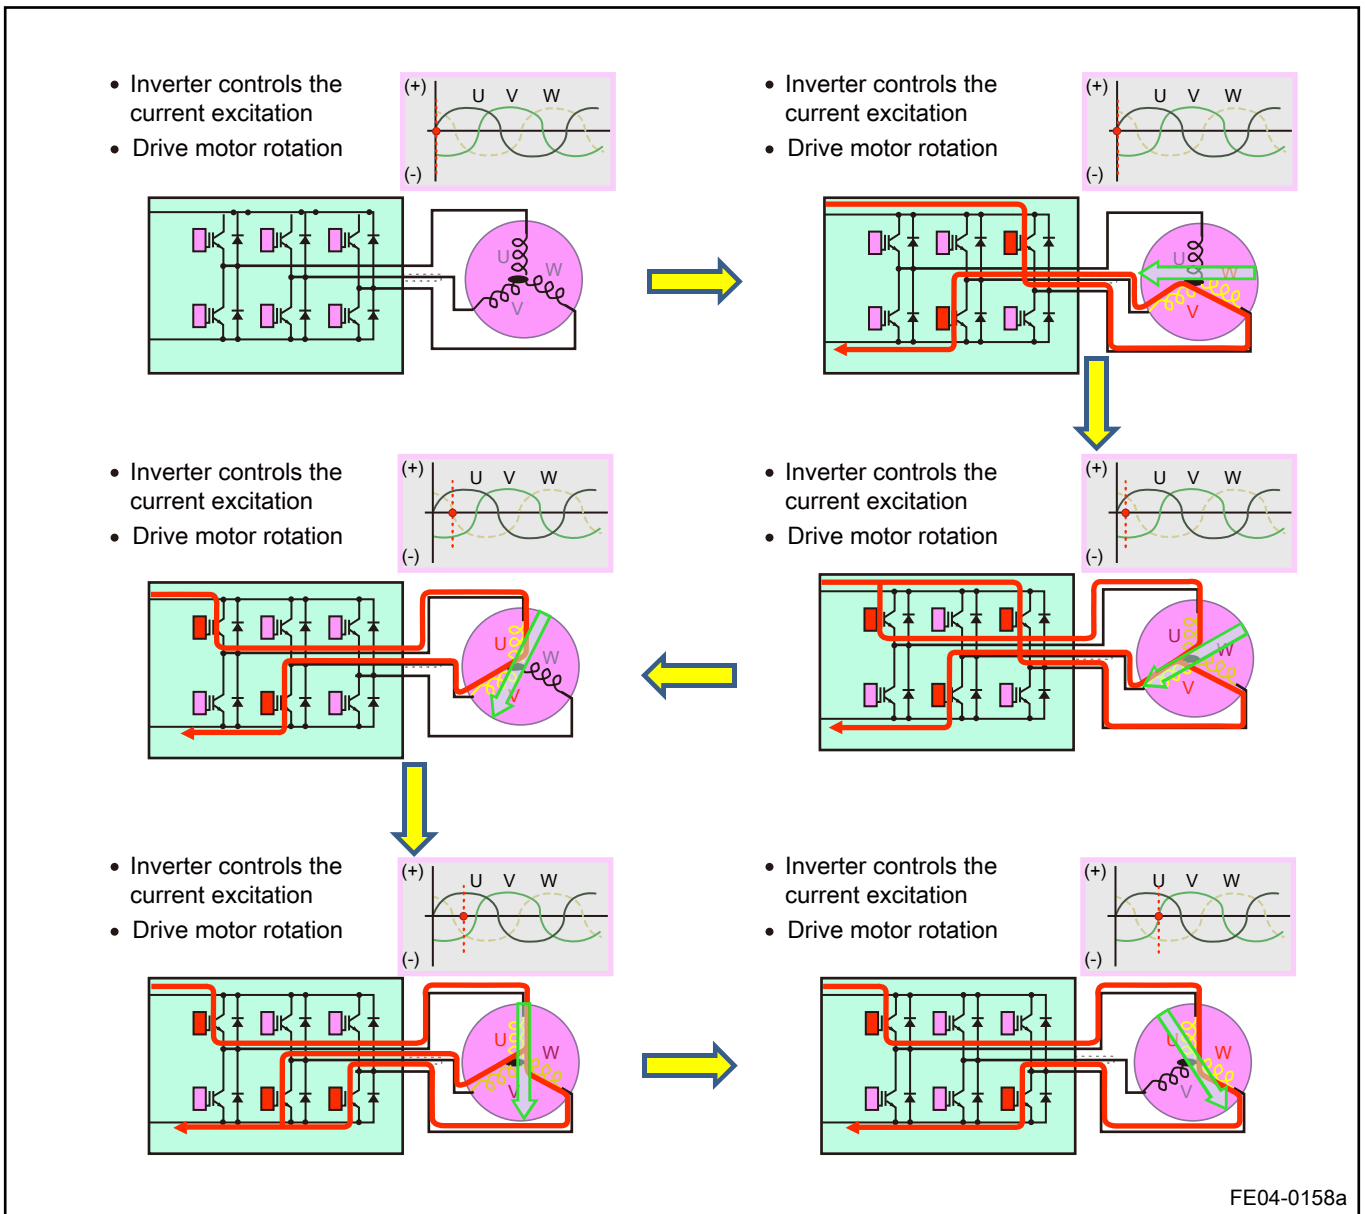 • Inverter controls the
current excitation
• Drive motor rotation
(+)
U V W
(-)
U
W
V
• Inverter controls the
current excitation
• Drive motor rotation
(+)
U V W
(-)
U
W
V
• Inverter controls the
current excitation
• Drive motor rotation
(+)
U V W
(-)
U
W
V
• Inverter controls the
current excitation
• Drive motor rotation
(+)
U V W
(-)
U
W
V
• Inverter controls the
current excitation
• Drive motor rotation
(+)
U V W
(-)
U
W
V
• Inverter controls the
current excitation
• Drive motor rotation
(+)
U V W
(-)
U
W
V
FE04-0158a